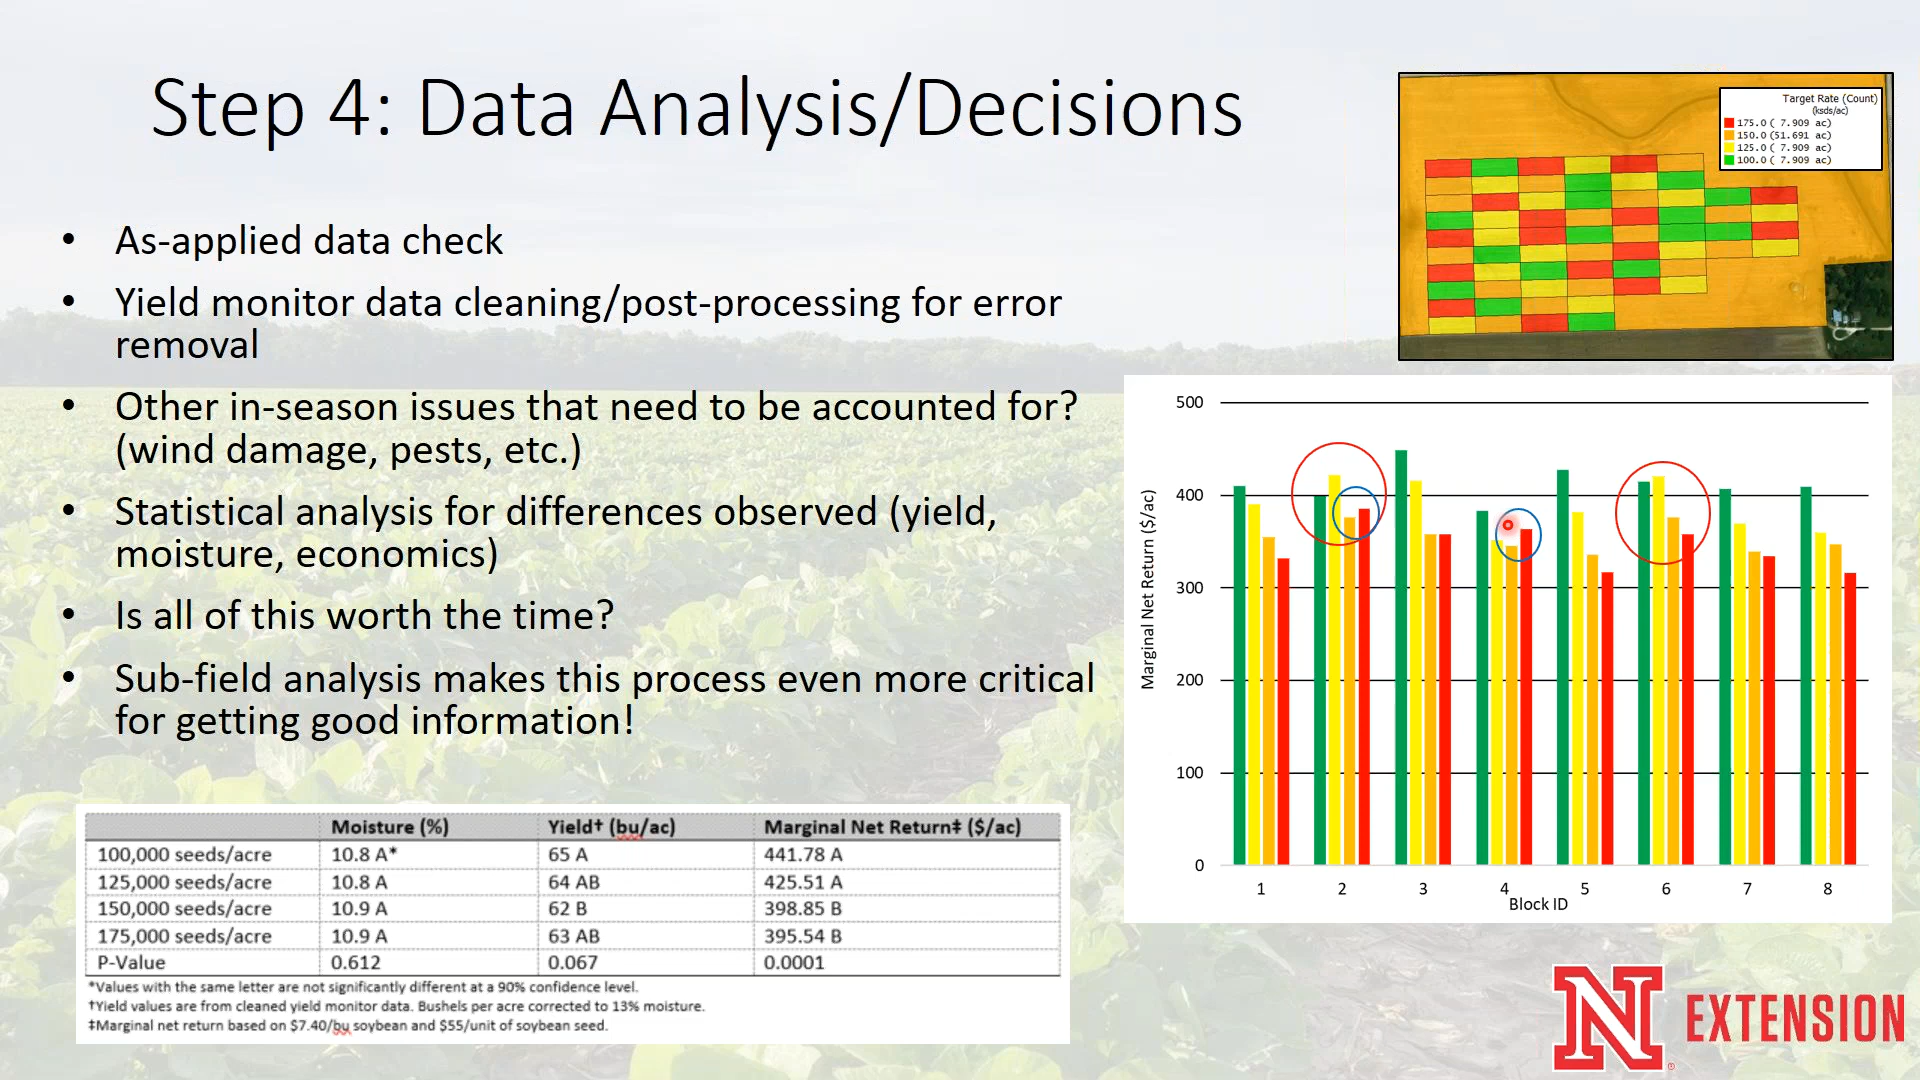 Step 4: Data Analysis/Decisions
• As-applied data check
• Yield monitor data cleaning/post-processing for error
removal
• Other in-season issues that need to be accounted for?
(wind damage, pests, etc.)
• Statistical analysis for differences observed (yield,
moisture, economics)
• Is all of this worth the time?
• Sub-field analysis makes this process even more critical
for getting good information!
Target Rate (Count)
(ksds/ac)
175.0 ( 7.909 ac)
150.0 (51.691 ac)
125.0 ( 7.909 ac)
100.0 ( 7.909 ac)
Marginal Net Return ($/ac)
500
400
300
200
100
0
1 2 3 4 5 6 7 8
Block ID
Moisture (%) Yield† (bu/ac) Marginal Net Return‡ ($/ac)
100,000 seeds/acre 10.8 A* 65 A 441.78 A
125,000 seeds/acre 10.8 A 64 AB 425.51 A
150,000 seeds/acre 10.9 A 62 B 398.85 B
175,000 seeds/acre 10.9 A 63 AB 395.54 B
P-Value 0.612 0.067 0.0001
*Values with the same letter are not significantly different at a 90% confidence level.
†Yield values are from cleaned yield monitor data. Bushels per acre corrected to 13% moisture.
‡Marginal net return based on $7.40/bu soybean and $55/unit of soybean seed.
N EXTENSION
®